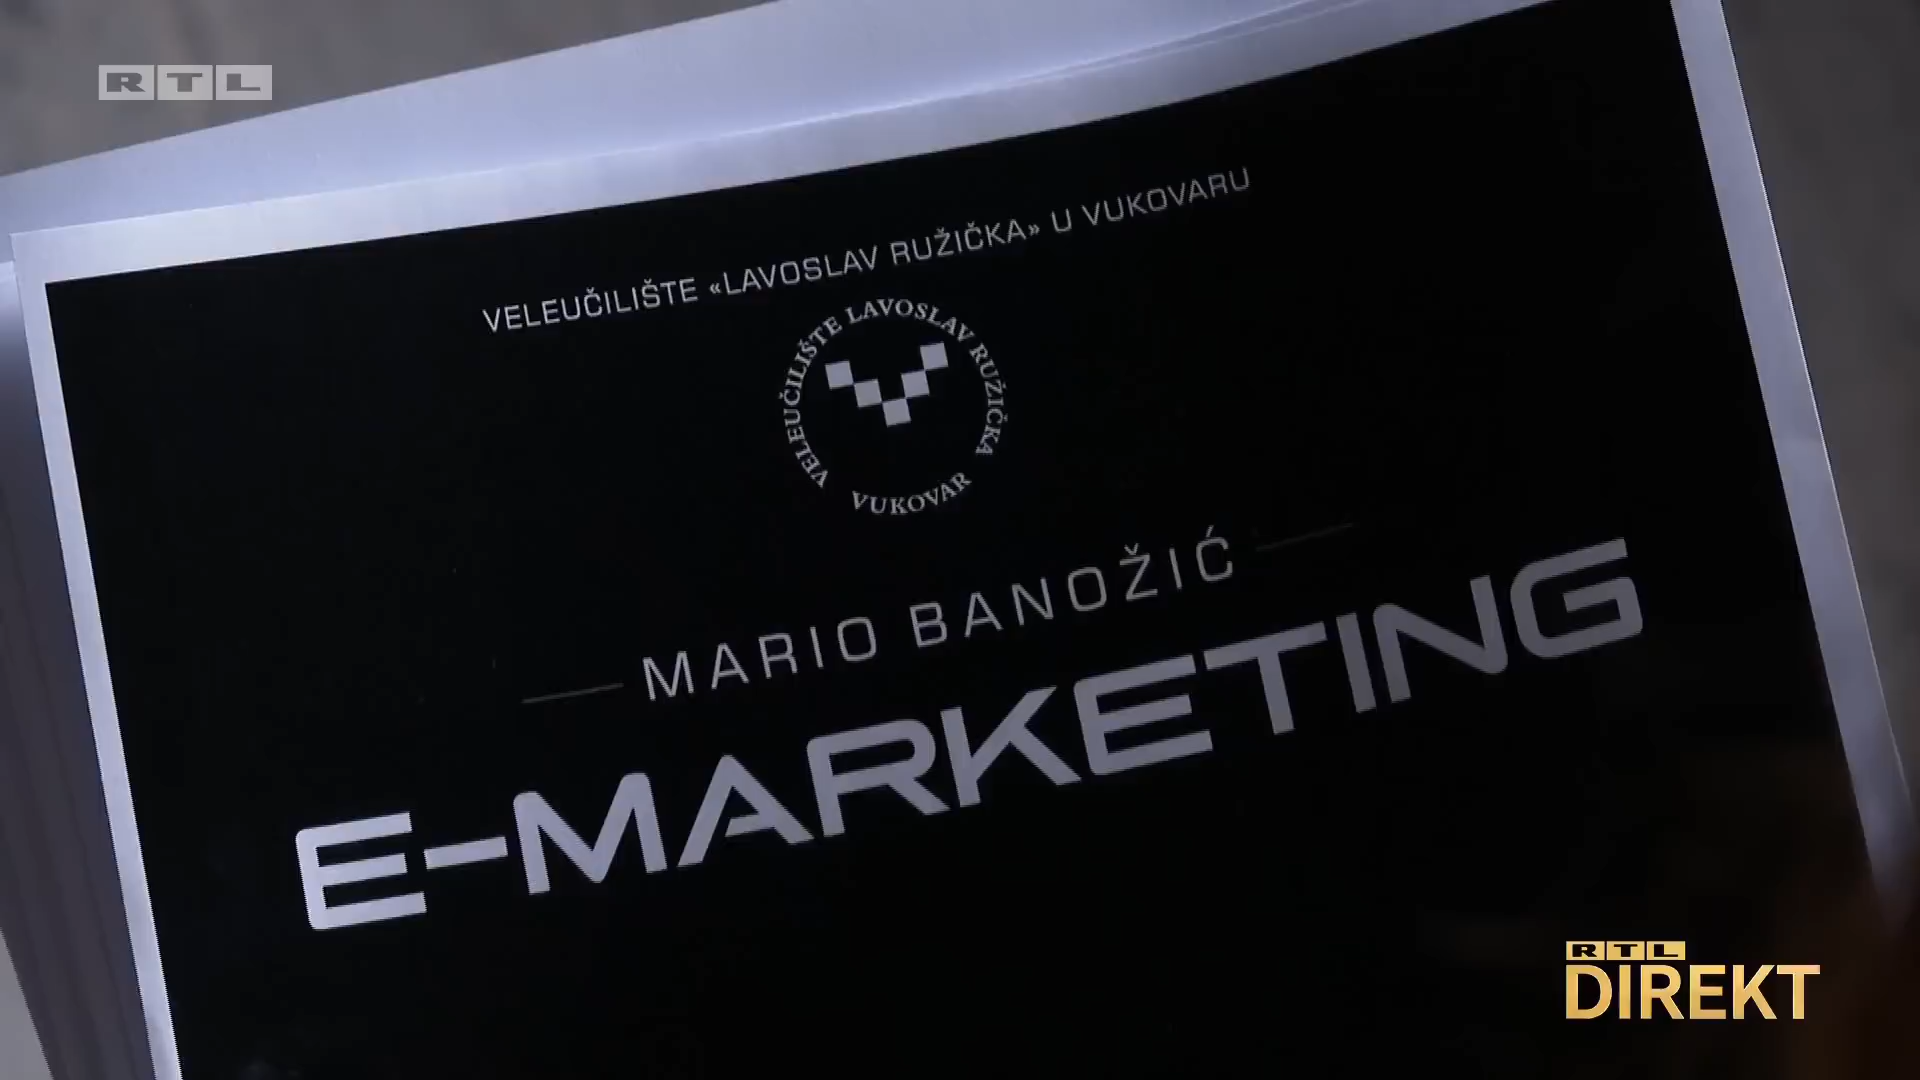 RTL
VELEUČILIŠTE «LAVOSLAV RUŽIČKA» U VUKOVARU
VELEUČILIŠTE LAVOSLAV RUŽIČKA
VUKOVAR
MARIO BANOŽIĆ
E-MARKETING
RTL
DIREKT